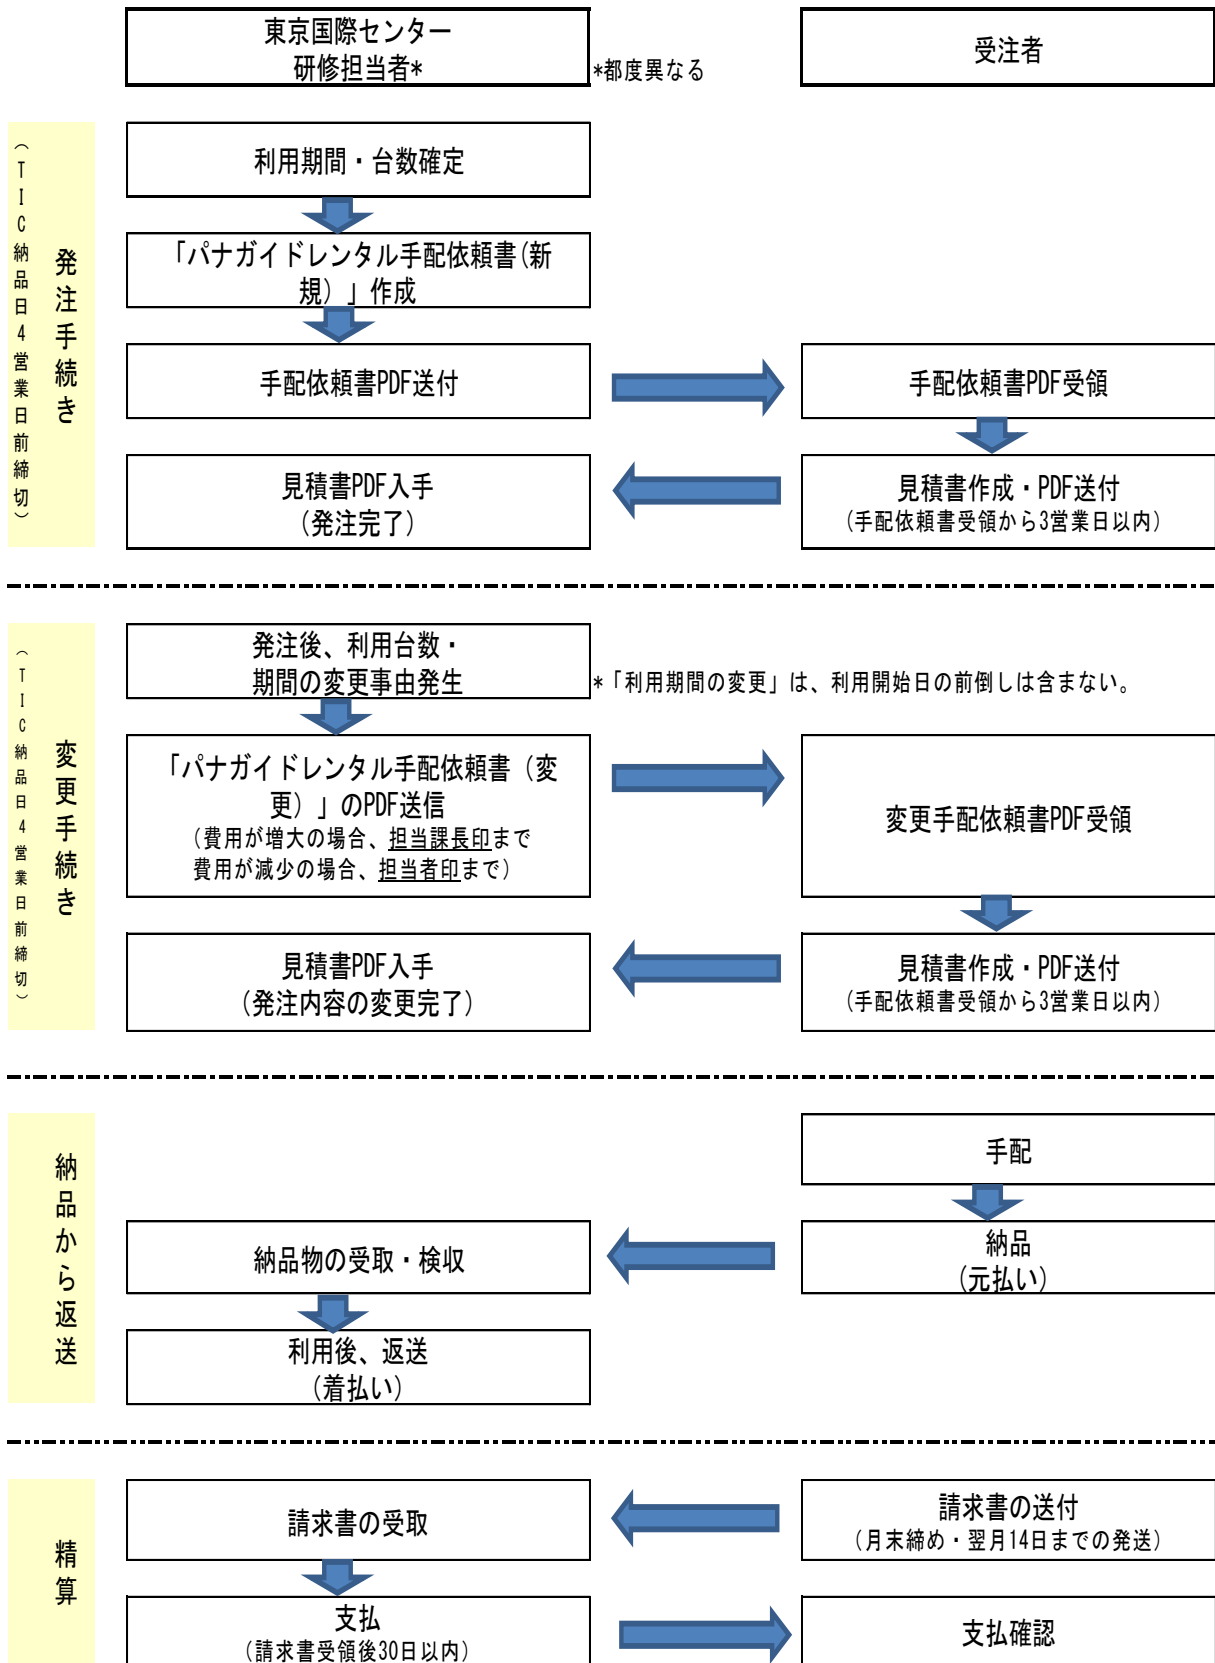 東京国際センター
研修担当者*
*都度異なる
受注者
発注手続き
（TIC納品日4営業日前締切）
利用期間・台数確定
「パナガイドレンタル手配依頼書(新
規）」作成
手配依頼書PDF送付
手配依頼書PDF受領
見積書PDF入手
（発注完了）
見積書作成・PDF送付
（手配依頼書受領から3営業日以内）
変更手続き
（TIC納品日4営業日前締切）
発注後、利用台数・
期間の変更事由発生
*「利用期間の変更」は、利用開始日の前倒しは含まない。
「パナガイドレンタル手配依頼書（変
更）」のPDF送信
（費用が増大の場合、担当課長印まで
費用が減少の場合、担当者印まで）
変更手配依頼書PDF受領
見積書PDF入手
（発注内容の変更完了）
見積書作成・PDF送付
（手配依頼書受領から3営業日以内）
納品から返送
手配
納品物の受取・検収
納品
（元払い）
利用後、返送
（着払い）
精算
請求書の受取
請求書の送付
（月末締め・翌月14日までの発送）
支払
（請求書受領後30日以内）
支払確認